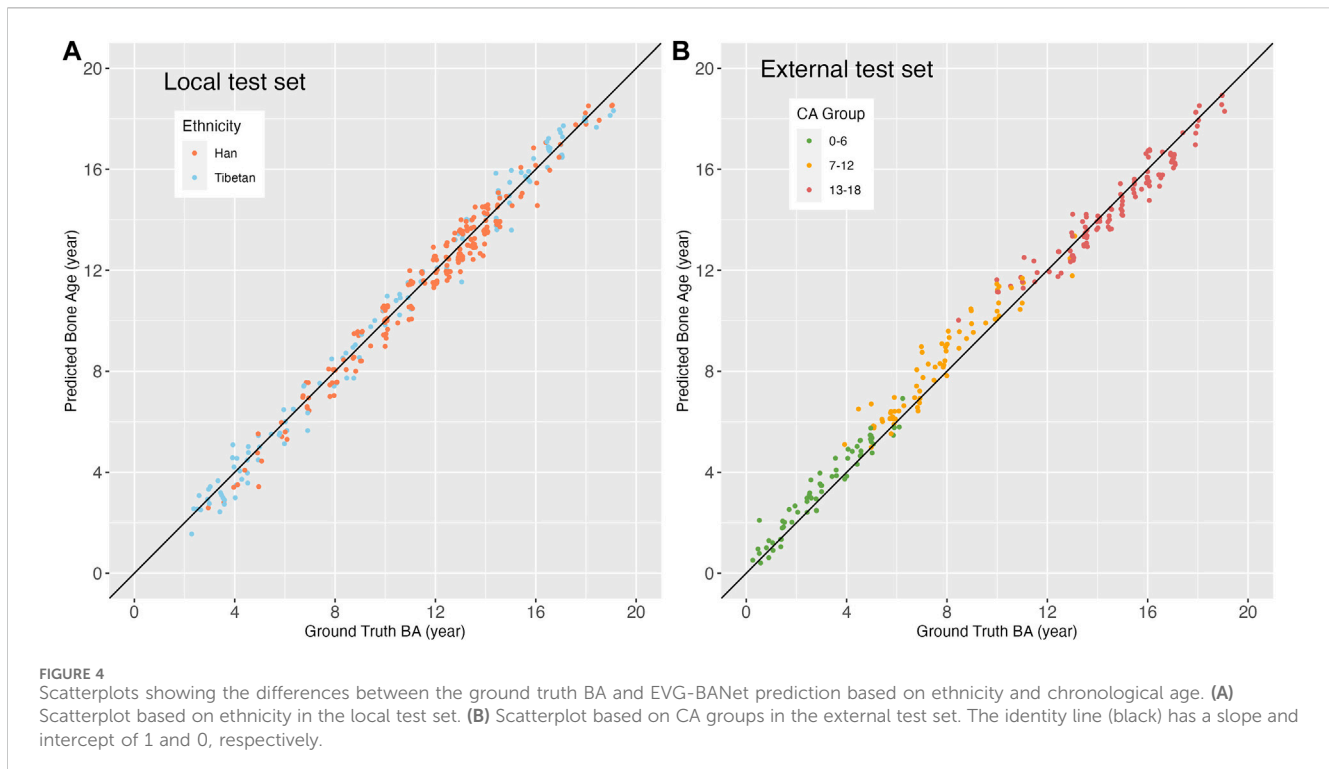 A
Local test set
Ethnicity
Han
Tibetan
20
16
12
8
4
0
Predicted Bone Age (year)
0 4 8 12 16 20
Ground Truth BA (year)
B
External test set
CA Group
0-6
7-12
13-18
20
16
12
8
4
0
Predicted Bone Age (year)
0 4 8 12 16 20
Ground Truth BA (year)
FIGURE 4
Scatterplots showing the differences between the ground truth BA and EVG-BANet prediction based on ethnicity and chronological age. (A)
Scatterplot based on ethnicity in the local test set. (B) Scatterplot based on CA groups in the external test set. The identity line (black) has a slope and
intercept of 1 and 0, respectively.